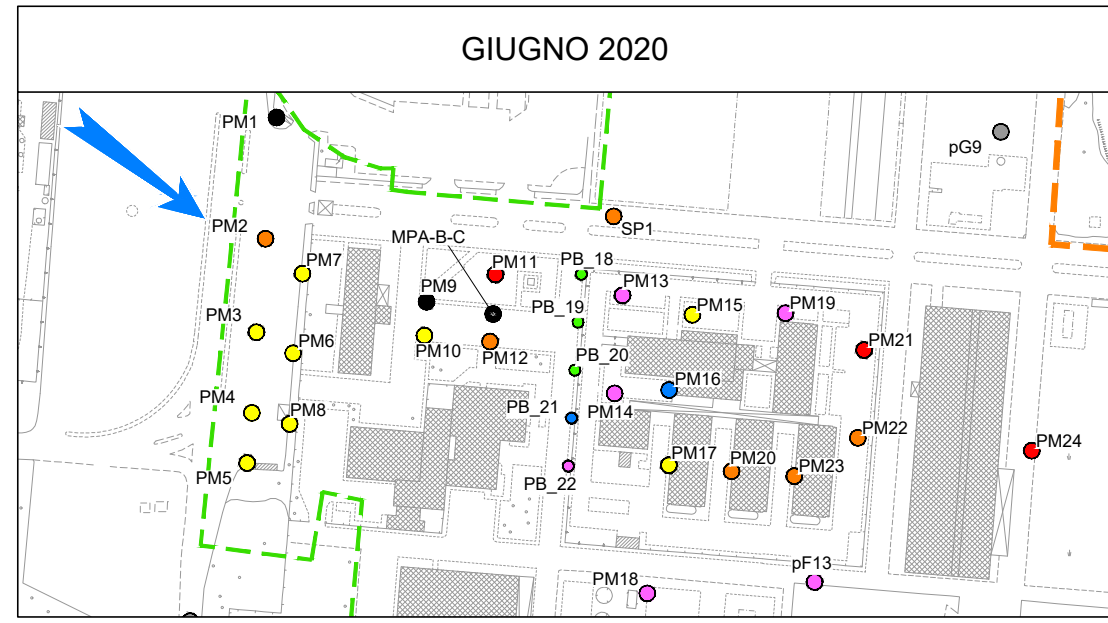 GIUGNO 2020
PM1
pG9
PM2
SP1
MPA-B-C
PM7
PM11
PB_18
PM13
PM9
PB_19
PM15
PM19
PM3
PM6
PM10
PM12
PB_20
PM21
PM16
PM4
PM8
PB_21
PM14
PM22
PM24
PM5
PB_22
PM17
PM20
PM23
pF13
PM18